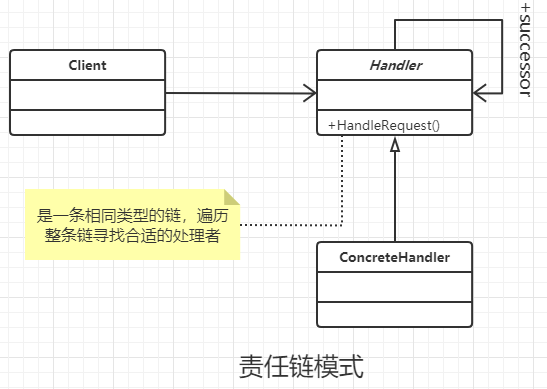 Client
Handler
+HandleRequest()
+successor
是一条相同类型的链，遍历
整条链寻找合适的处理者
ConcreteHandler
责任链模式